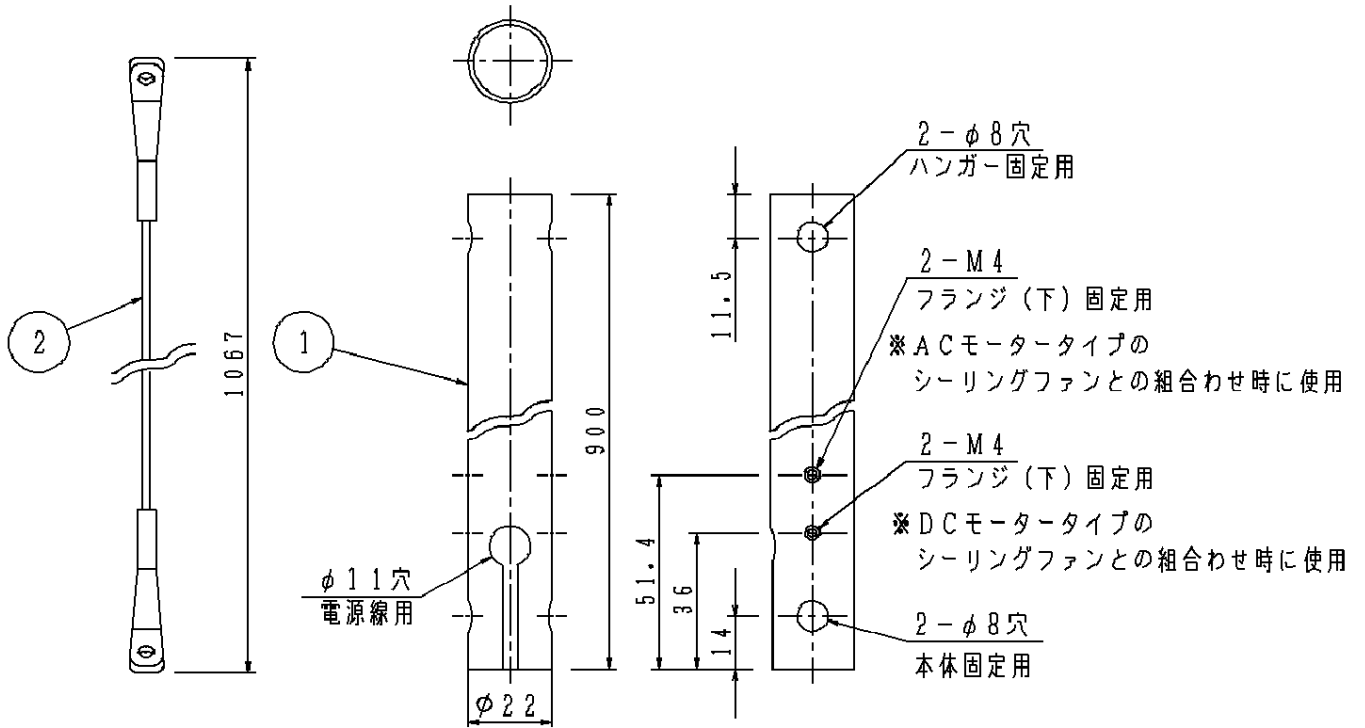 2-φ8穴
ハンガー固定用
2-M4
フランジ(下)固定用
※ACモータータイプの
シーリングファンとの組合わせ時に使用
2-M4
フランジ(下)固定用
※DCモータータイプの
シーリングファンとの組合わせ時に使用
2-φ8穴
本体固定用
φ11穴
電源線用
1
2
1067
900
11.5
51.4
36
14
φ22